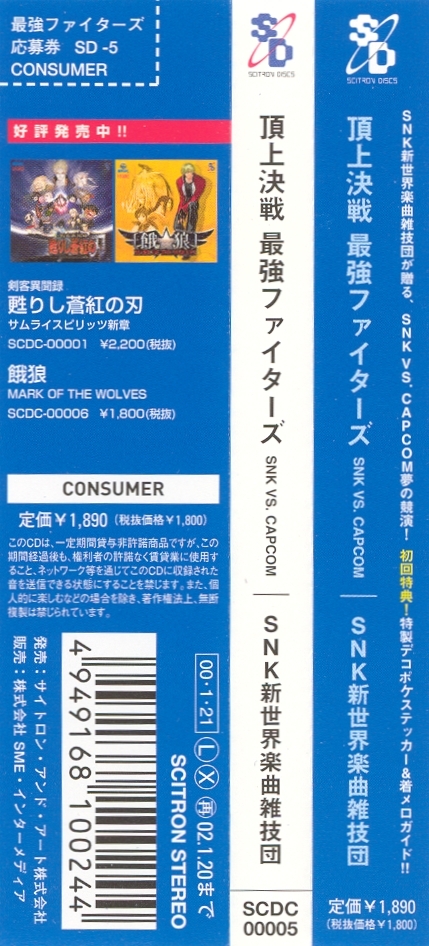 最強ファイターズ
応募券 SD-5
CONSUMER
好評発売中!!
剣客異聞録
甦りし蒼紅の刃
サムライスピリッツ新章
SCDC-00001 ¥2,200(税抜)
餓狼
MARK OF THE WOLVES
SCDC-00006 ¥1,800(税抜)
CONSUMER
定価¥1,890 (税抜価格¥1,800)
このCDは、一定期間貸与非許諾商品ですが、この
期間経過後も、権利者の許諾なく賃貸業に使用す
ること、ネットワーク等を通じてこのCDに収録された
音を送信できる状態にすることを禁じます。また、個
人的に楽しむなどの場合を除き、著作権法上、無断
複製は禁じられています。
発売:サイトロン・アンド・アート株式会社
販売:株式会社SME・インターメディア
4949168100244
00・1・21 L X 再 02.1.20まで
SCITRON STEREO
SD
SCITRON DISCS
頂上決戦 最強ファイターズ SNK VS. CAPCOM
SNK新世界楽曲雑技団
SCDC
00005
SD
SCITRON DISCS
SNK新世界楽曲雑技団が贈る、SNK VS. CAPCOM夢の競演! 初回特典!特製デコボケステッカー&着メロガイド!!
頂上決戦 最強ファイターズ SNK VS. CAPCOM
SNK新世界楽曲雑技団
定価¥1,890
(税抜価格¥1,800)